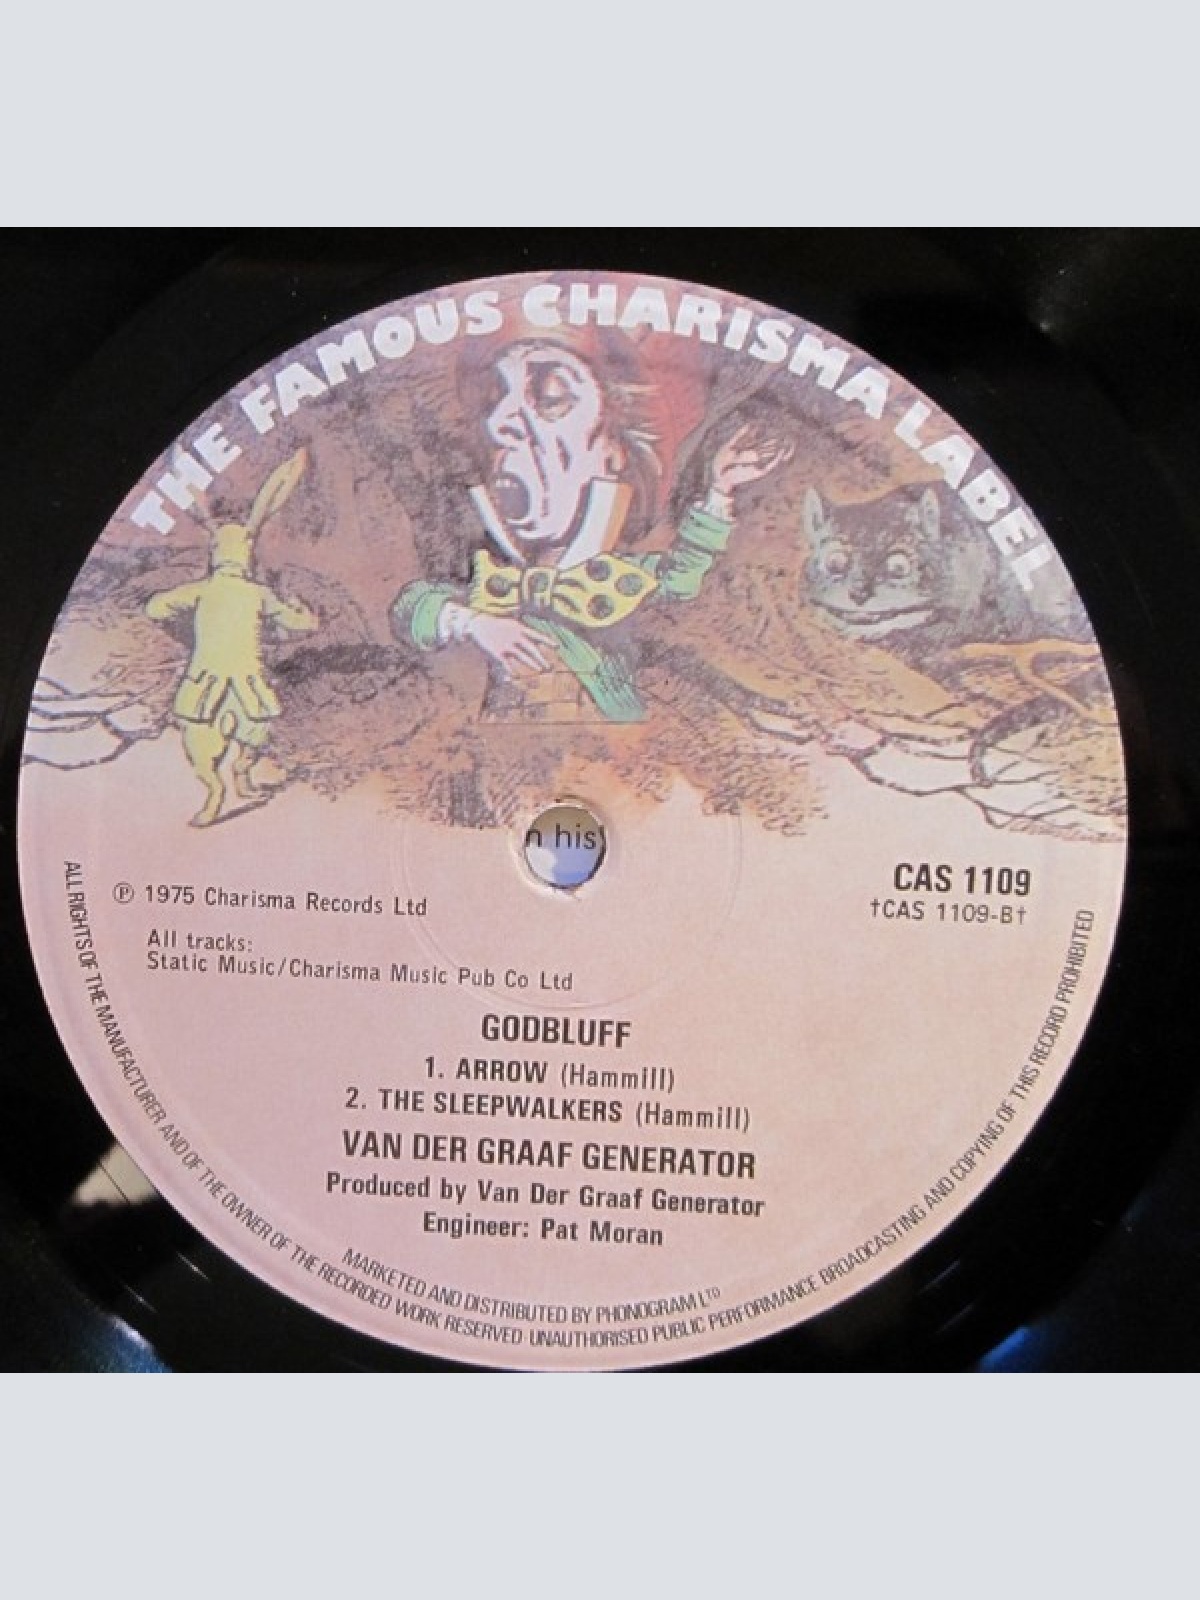 THE FAMOUS CHARISMA LABEL
n his
CAS 1109
†CAS 1109-B†
℗ 1975 Charisma Records Ltd
All tracks:
Static Music/Charisma Music Pub Co Ltd
GODBLUFF
1. ARROW (Hammill)
2. THE SLEEPWALKERS (Hammill)
VAN DER GRAAF GENERATOR
Produced by Van Der Graaf Generator
Engineer: Pat Moran
MARKETED AND DISTRIBUTED BY PHONOGRAM LTD
ALL RIGHTS OF THE MANUFACTURER AND OF THE OWNER OF THE RECORDED WORK RESERVED · UNAUTHORISED PUBLIC PERFORMANCE BROADCASTING AND COPYING OF THIS RECORD PROHIBITED